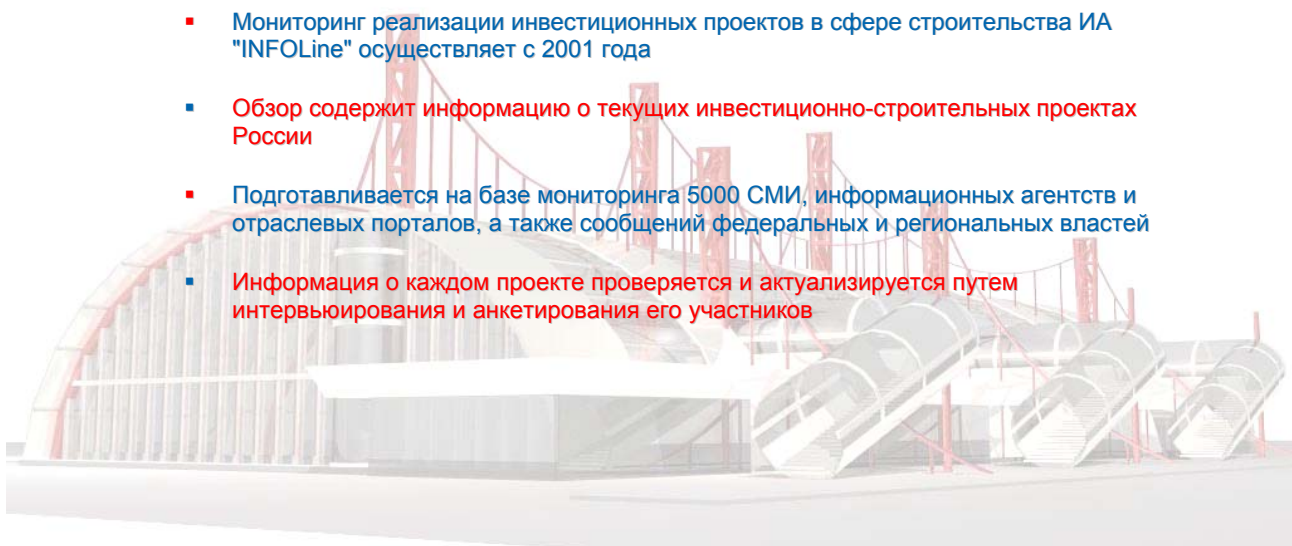 ▪ Мониторинг реализации инвестиционных проектов в сфере строительства ИА
"INFOLine" осуществляет с 2001 года
▪ Обзор содержит информацию о текущих инвестиционно-строительных проектах
России
▪ Подготавливается на базе мониторинга 5000 СМИ, информационных агентств и
отраслевых порталов, а также сообщений федеральных и региональных властей
▪ Информация о каждом проекте проверяется и актуализируется путем
интервьюирования и анкетирования его участников